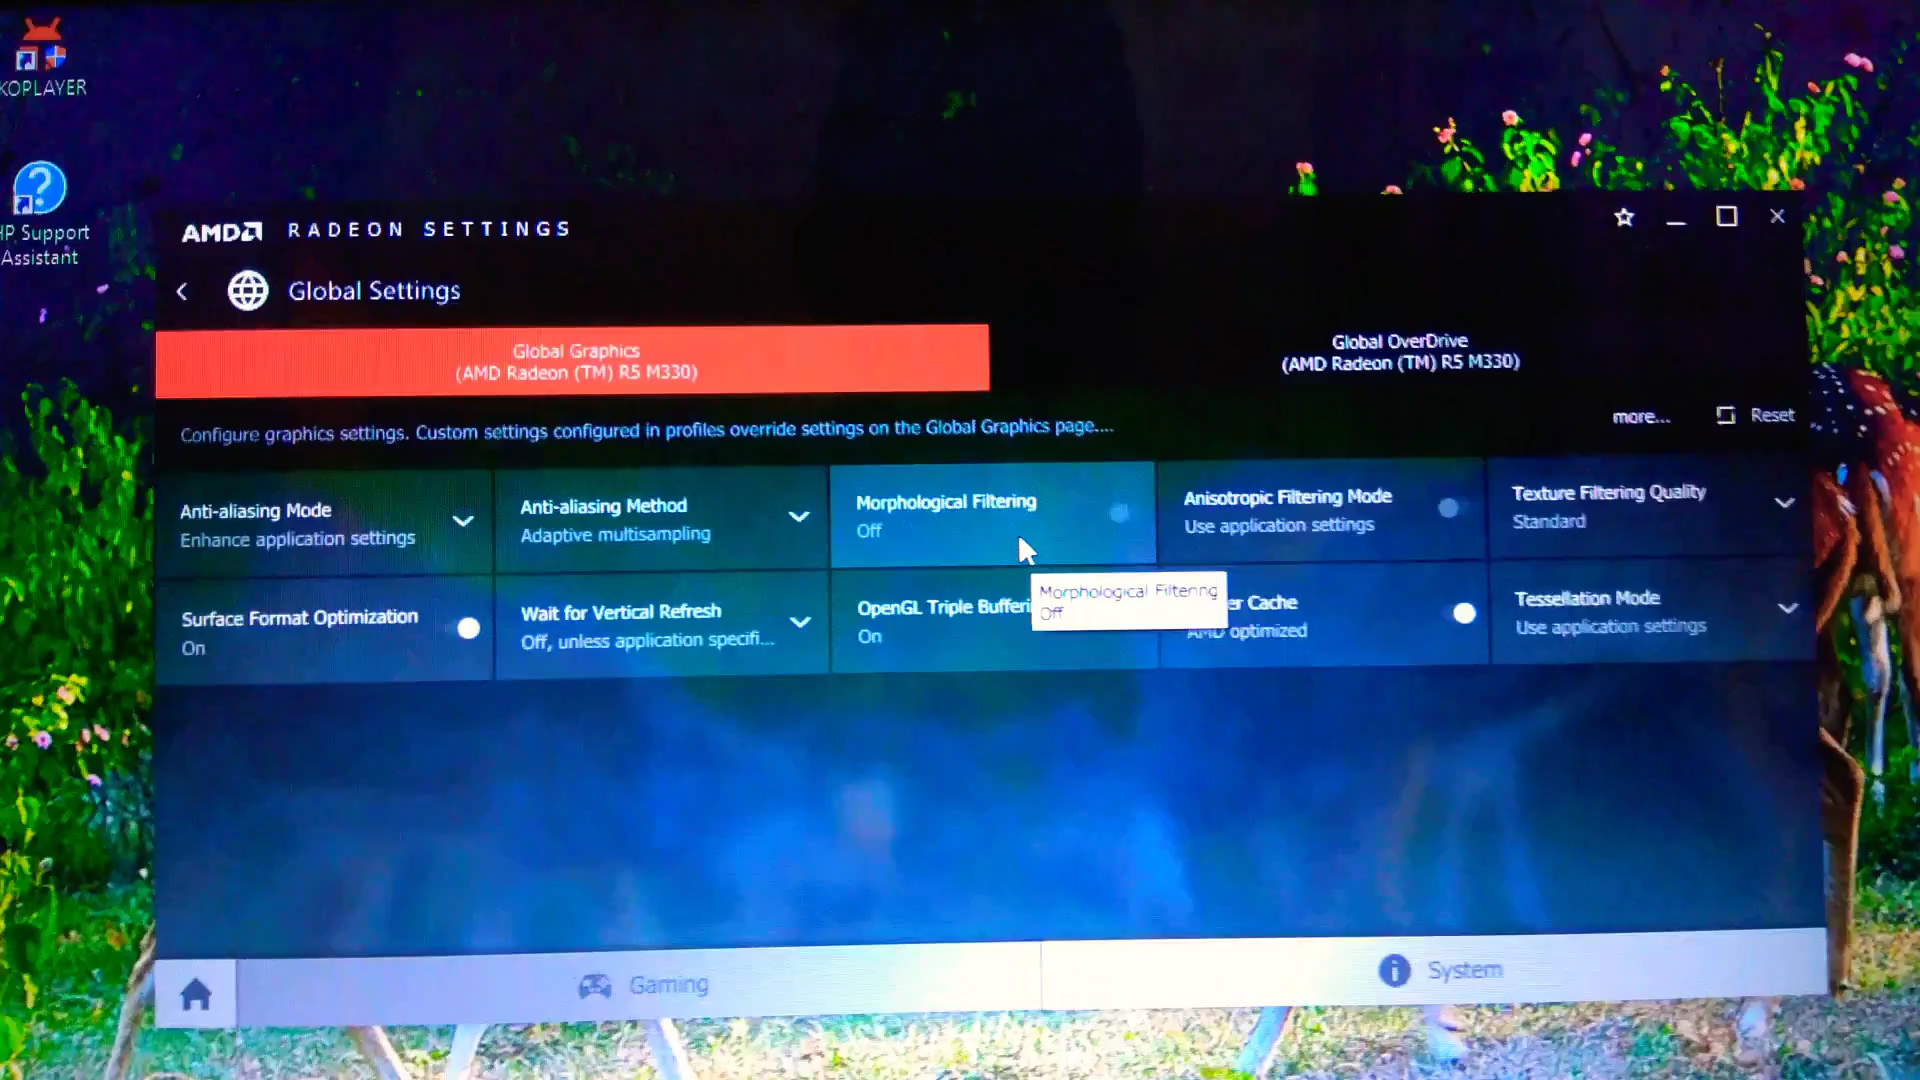 KOPLAYER
HP Support
Assistant
AMD RADEON SETTINGS
Global Settings
Global Graphics
(AMD Radeon (TM) R5 M330)
Global OverDrive
(AMD Radeon (TM) R5 M330)
Configure graphics settings. Custom settings configured in profiles override settings on the Global Graphics page....
more...
Reset
Anti-aliasing Mode
Enhance application settings
Anti-aliasing Method
Adaptive multisampling
Morphological Filtering
Off
Anisotropic Filtering Mode
Use application settings
Texture Filtering Quality
Standard
Surface Format Optimization
On
Wait for Vertical Refresh
Off, unless application specifi...
OpenGL Triple Bufferi
On
Morphological Filtering
Off
er Cache
AMD optimized
Tessellation Mode
Use application settings
Gaming
System